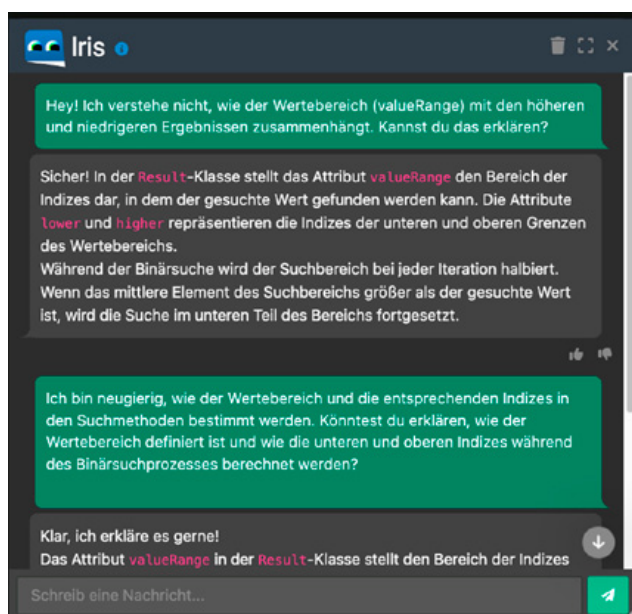 Iris
Hey! Ich verstehe nicht, wie der Wertebereich (valueRange) mit den höheren
und niedrigeren Ergebnissen zusammenhängt. Kannst du das erklären?
Sicher! In der Result-Klasse stellt das Attribut valueRange den Bereich der
Indizes dar, in dem der gesuchte Wert gefunden werden kann. Die Attribute
lower und higher repräsentieren die Indizes der unteren und oberen Grenzen
des Wertebereichs.
Während der Binärsuche wird der Suchbereich bei jeder Iteration halbiert.
Wenn das mittlere Element des Suchbereichs größer als der gesuchte Wert
ist, wird die Suche im unteren Teil des Bereichs fortgesetzt.
Ich bin neugierig, wie der Wertebereich und die entsprechenden Indizes in
den Suchmethoden bestimmt werden. Könntest du erklären, wie der
Wertebereich definiert ist und wie die unteren und oberen Indizes während
des Binärsuchprozesses berechnet werden?
Klar, ich erkläre es gerne!
Das Attribut valueRange in der Result-Klasse stellt den Bereich der Indizes
Schreib eine Nachricht...